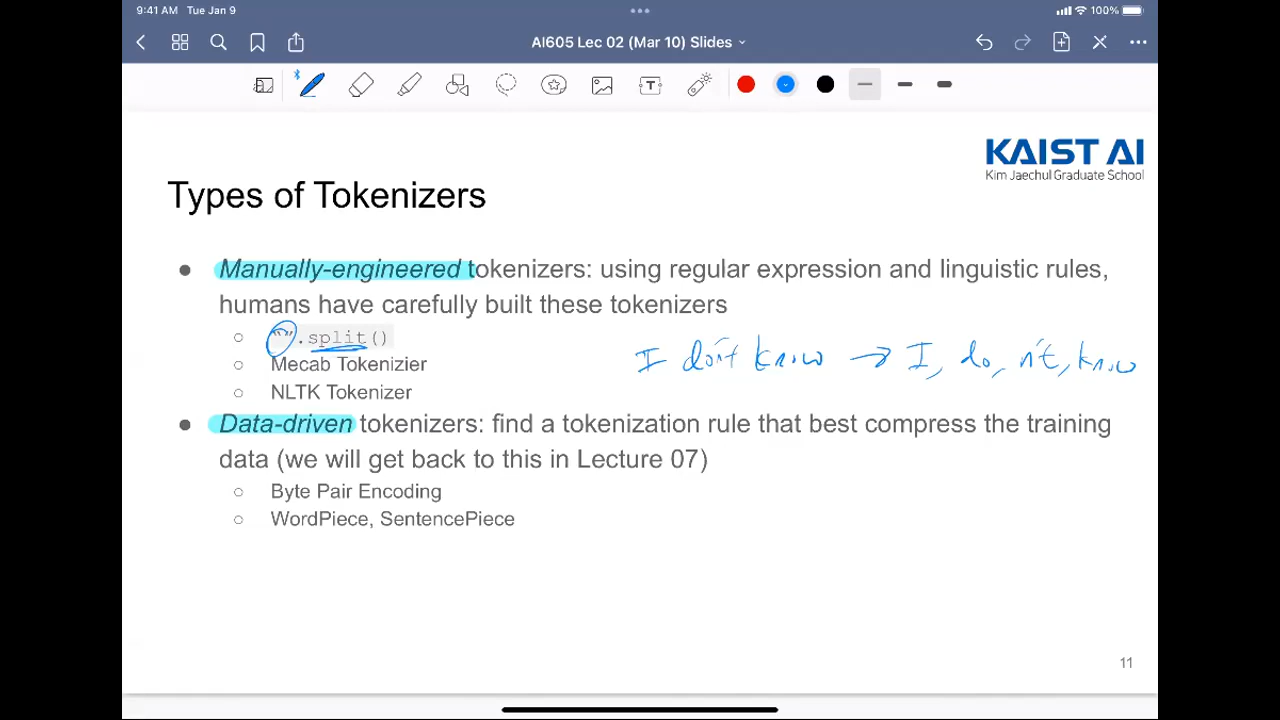 9:41 AM Tue Jan 9
100%
AI605 Lec 02 (Mar 10) Slides
T
KAIST AI
Kim Jaechul Graduate School
Types of Tokenizers
● Manually-engineered tokenizers: using regular expression and linguistic rules,
humans have carefully built these tokenizers
○ "".split()
I don't know → I, do, n't, know
○ Mecab Tokenizier
○ NLTK Tokenizer
● Data-driven tokenizers: find a tokenization rule that best compress the training
data (we will get back to this in Lecture 07)
○ Byte Pair Encoding
○ WordPiece, SentencePiece
11